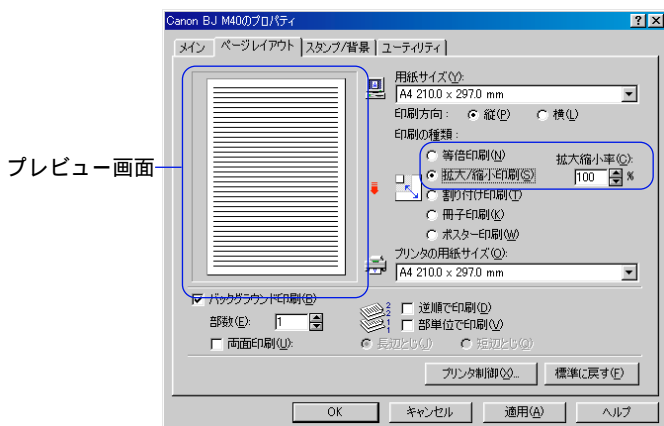 Canon BJ M40のプロパティ
メイン ページレイアウト スタンプ/背景 ユーティリティ
用紙サイズ(Y):
A4 210.0 x 297.0 mm
印刷方向: 縦(P) 横(L)
印刷の種類:
等倍印刷(N) 拡大縮小率(C):
拡大/縮小印刷(S) 100 %
割り付け印刷(T)
冊子印刷(K)
ポスター印刷(W)
プレビュー画面
プリンタの用紙サイズ(O):
A4 210.0 x 297.0 mm
バックグラウンド印刷(B)
部数(E): 1
両面印刷(U):
逆順で印刷(D)
部単位で印刷(V)
長辺とじ(J) 短辺とじ(Q)
プリンタ制御(X)... 標準に戻す(F)
OK キャンセル 適用(A) ヘルプ